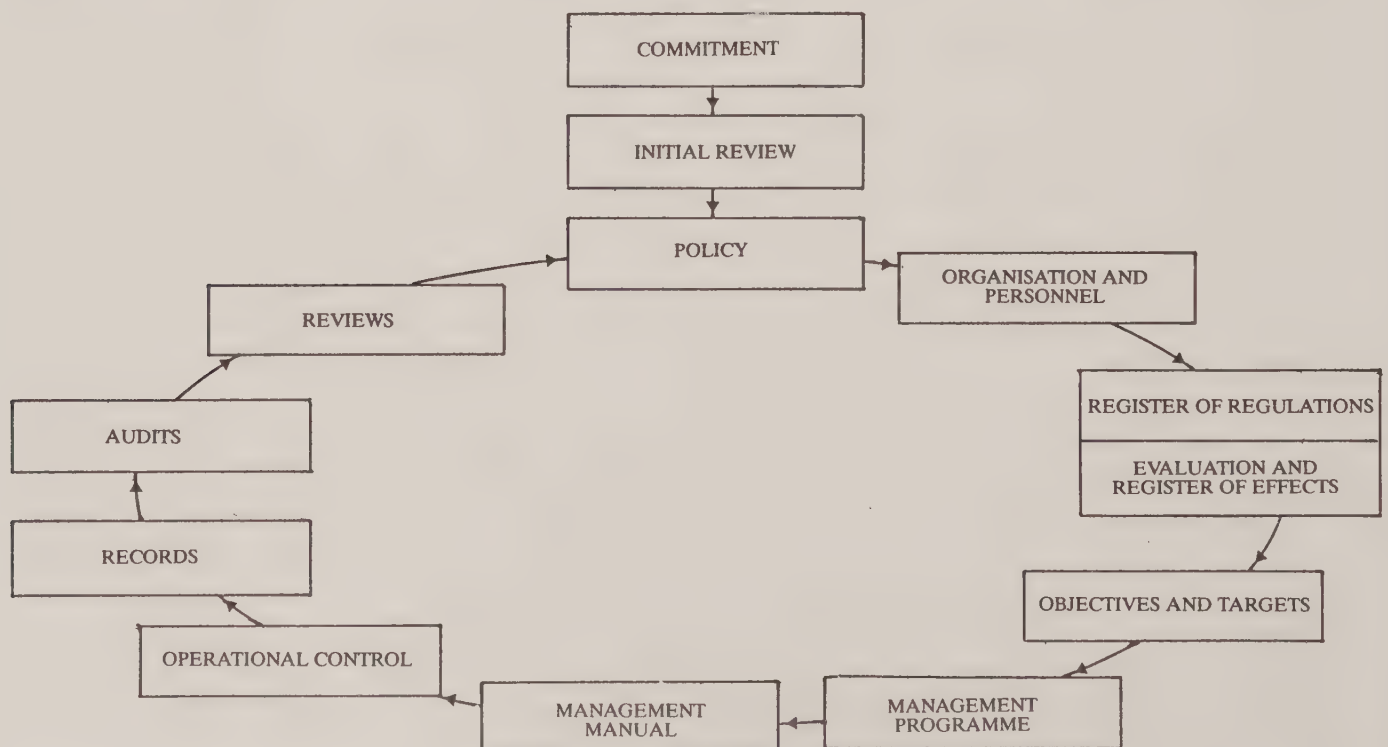 COMMITMENT
INITIAL REVIEW
POLICY
ORGANISATION AND
PERSONNEL
REGISTER OF REGULATIONS
EVALUATION AND
REGISTER OF EFFECTS
OBJECTIVES AND TARGETS
MANAGEMENT
PROGRAMME
MANAGEMENT
MANUAL
OPERATIONAL CONTROL
RECORDS
AUDITS
REVIEWS